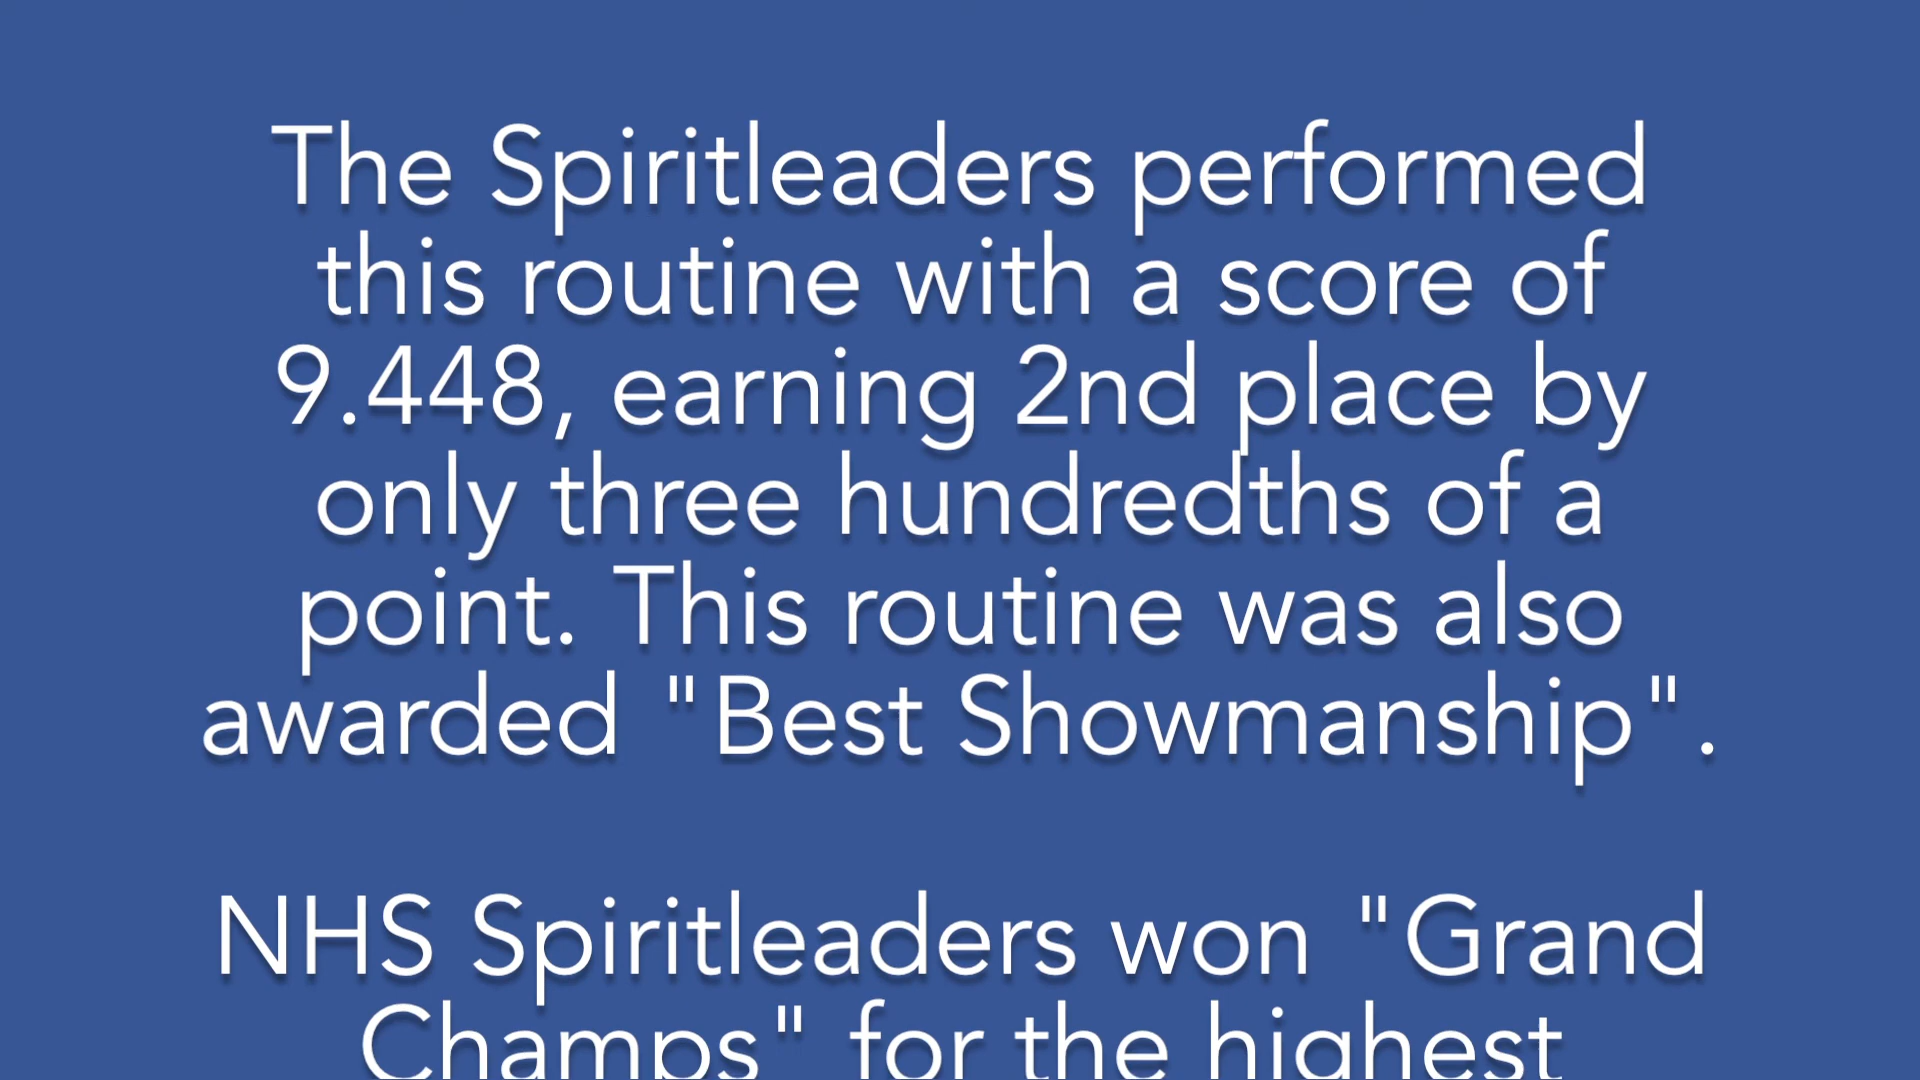 The Spiritleaders performed
this routine with a score of
9.448, earning 2nd place by
only three hundredths of a
point. This routine was also
awarded "Best Showmanship".
NHS Spiritleaders won "Grand
Champs" for the highest